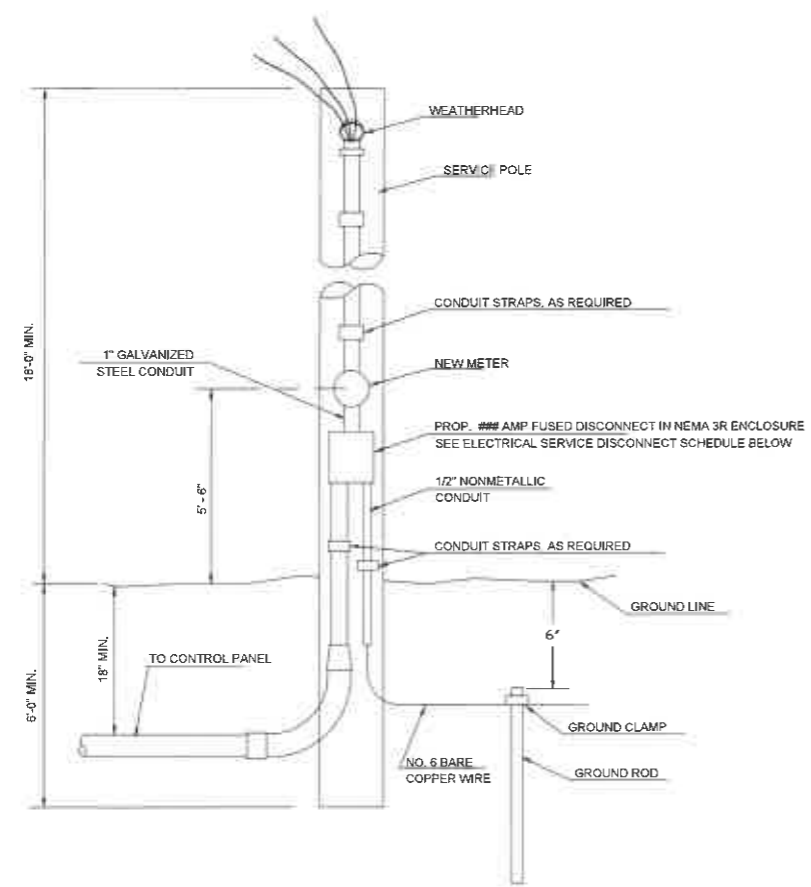 WEATHERHEAD
SERVICE POLE
CONDUIT STRAPS, AS REQUIRED
18'-0" MIN.
1" GALVANIZED
STEEL CONDUIT
NEW METER
PROP. ### AMP FUSED DISCONNECT IN NEMA 3R ENCLOSURE
SEE ELECTRICAL SERVICE DISCONNECT SCHEDULE BELOW
1/2" NONMETALLIC
CONDUIT
5'-6"
CONDUIT STRAPS, AS REQUIRED
GROUND LINE
6"
18" MIN.
TO CONTROL PANEL
6'-0" MIN.
GROUND CLAMP
NO. 6 BARE
COPPER WIRE
GROUND ROD